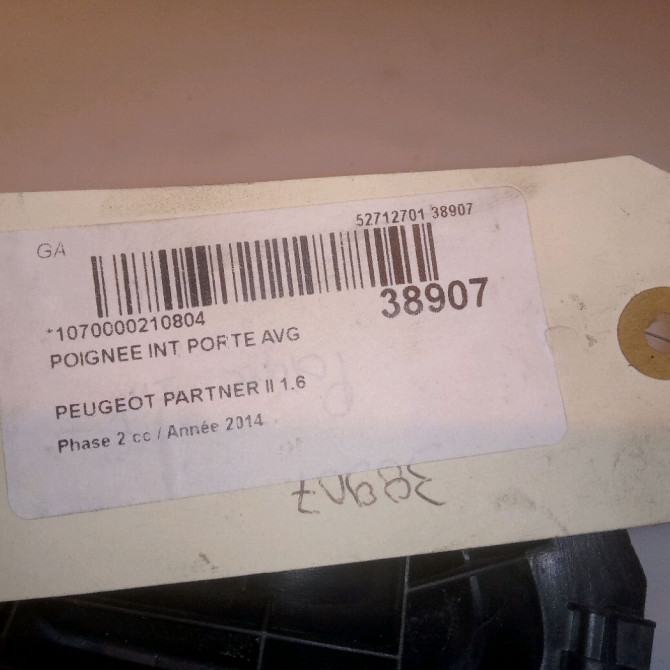 52712701 38907
GA
38907
*1070000210804
POIGNEE INT PORTE AVG
PEUGEOT PARTNER II 1.6
Phase 2 cc / Année 2014
38907